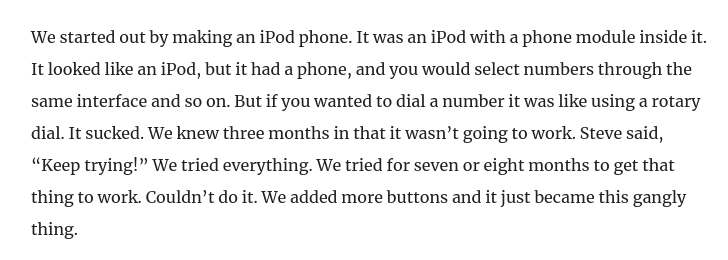 We started out by making an iPod phone. It was an iPod with a phone module inside it.
It looked like an iPod, but it had a phone, and you would select numbers through the
same interface and so on. But if you wanted to dial a number it was like using a rotary
dial. It sucked. We knew three months in that it wasn’t going to work. Steve said,
“Keep trying!” We tried everything. We tried for seven or eight months to get that
thing to work. Couldn’t do it. We added more buttons and it just became this gangly
thing.